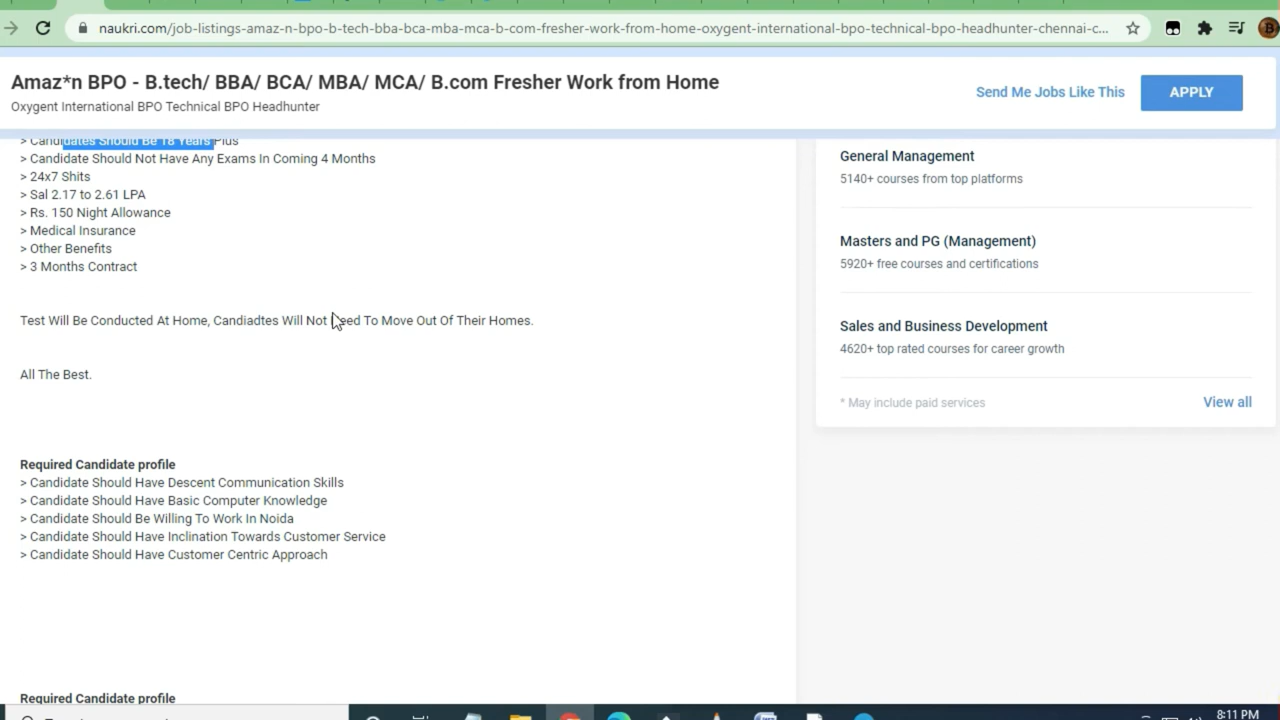 naukri.com/job-listings-amaz-n-bpo-b-tech-bba-bca-mba-mca-b-com-fresher-work-from-home-oxygent-international-bpo-technical-bpo-headhunter-chennai-c...
Amaz*n BPO - B.tech/ BBA/ BCA/ MBA/ MCA/ B.com Fresher Work from Home
Oxygent International BPO Technical BPO Headhunter
Send Me Jobs Like This
APPLY
> Candidates Should Be 18 Years Plus
> Candidate Should Not Have Any Exams In Coming 4 Months
> 24x7 Shits
> Sal 2.17 to 2.61 LPA
> Rs. 150 Night Allowance
> Medical Insurance
> Other Benefits
> 3 Months Contract
Test Will Be Conducted At Home, Candiadtes Will Not Need To Move Out Of Their Homes.
All The Best.
Required Candidate profile
> Candidate Should Have Descent Communication Skills
> Candidate Should Have Basic Computer Knowledge
> Candidate Should Be Willing To Work In Noida
> Candidate Should Have Inclination Towards Customer Service
> Candidate Should Have Customer Centric Approach
Required Candidate profile
General Management
5140+ courses from top platforms
Masters and PG (Management)
5920+ free courses and certifications
Sales and Business Development
4620+ top rated courses for career growth
* May include paid services
View all
8:11 PM